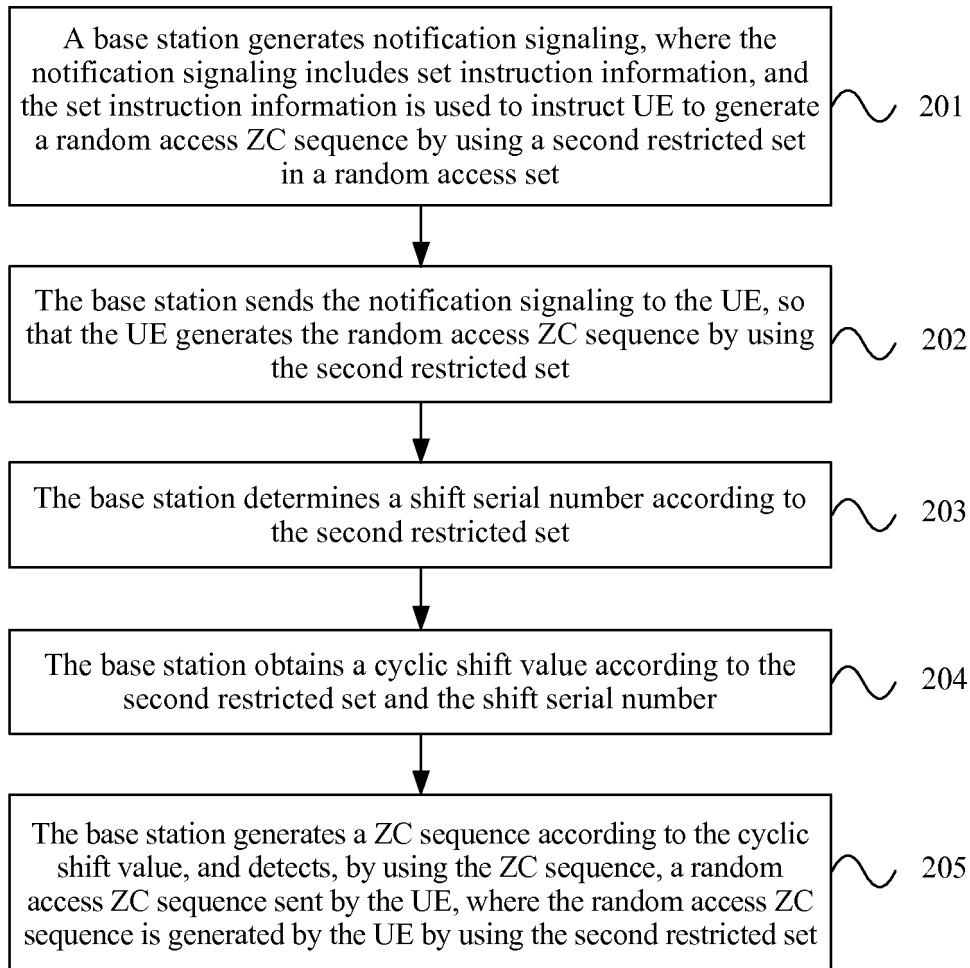 A base station generates notification signaling, where the
notification signaling includes set instruction information, and
the set instruction information is used to instruct UE to generate
a random access ZC sequence by using a second restricted set
in a random access set
201
The base station sends the notification signaling to the UE, so
that the UE generates the random access ZC sequence by using
the second restricted set
202
The base station determines a shift serial number according to
the second restricted set
203
The base station obtains a cyclic shift value according to the
second restricted set and the shift serial number
204
The base station generates a ZC sequence according to the cyclic
shift value, and detects, by using the ZC sequence, a random
access ZC sequence sent by the UE, where the random access ZC
sequence is generated by the UE by using the second restricted set
205